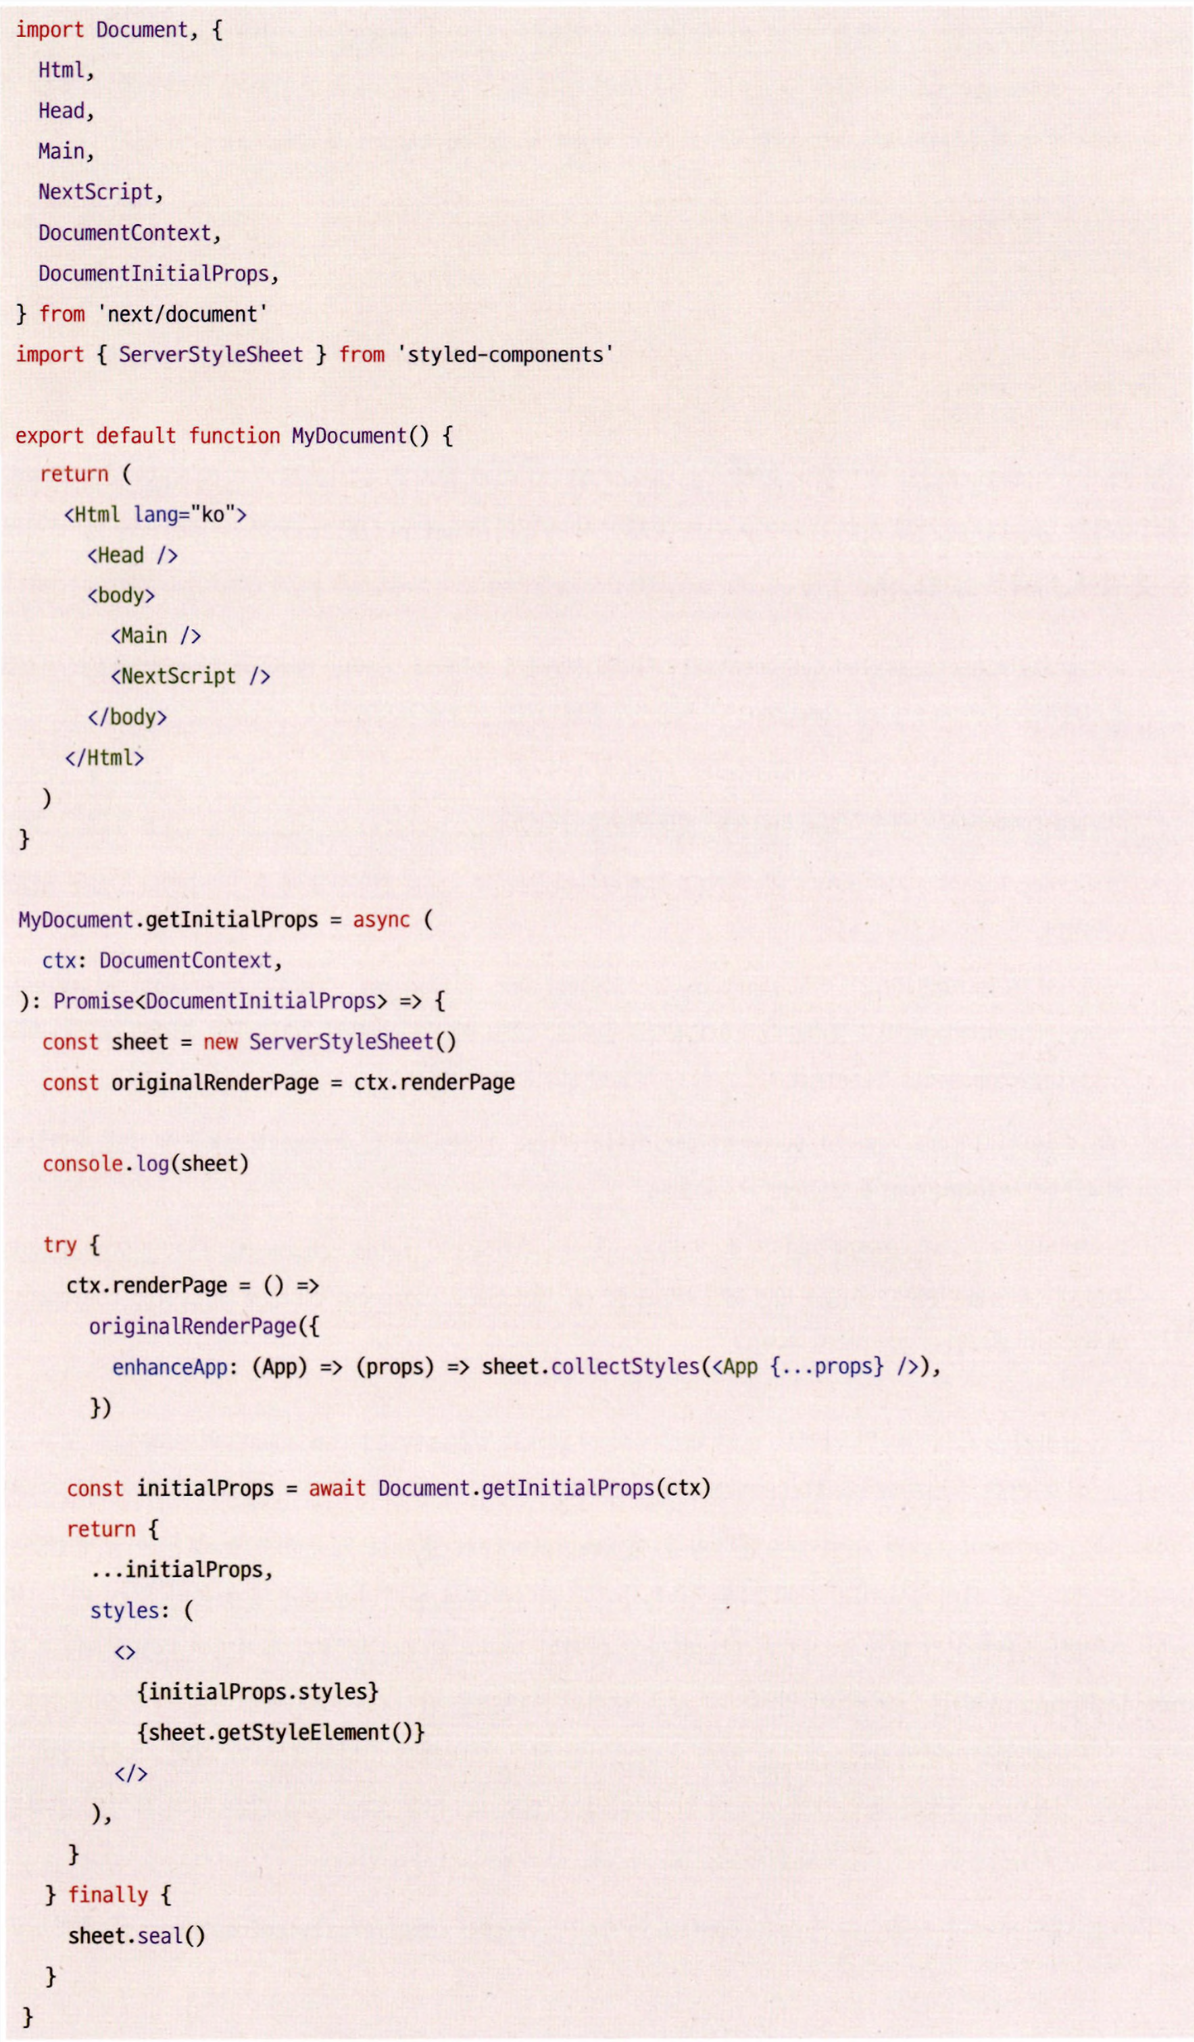 import Document, {
  Html,
  Head,
  Main,
  NextScript,
  DocumentContext,
  DocumentInitialProps,
} from 'next/document'
import { ServerStyleSheet } from 'styled-components'

export default function MyDocument() {
  return (
    <Html lang="ko">
      <Head />
      <body>
        <Main />
        <NextScript />
      </body>
    </Html>
  )
}

MyDocument.getInitialProps = async (
  ctx: DocumentContext,
): Promise<DocumentInitialProps> => {
  const sheet = new ServerStyleSheet()
  const originalRenderPage = ctx.renderPage

  console.log(sheet)

  try {
    ctx.renderPage = () =>
      originalRenderPage({
        enhanceApp: (App) => (props) => sheet.collectStyles(<App {...props} />),
      })

    const initialProps = await Document.getInitialProps(ctx)
    return {
      ...initialProps,
      styles: (
        <>
          {initialProps.styles}
          {sheet.getStyleElement()}
        </>
      ),
    }
  } finally {
    sheet.seal()
  }
}